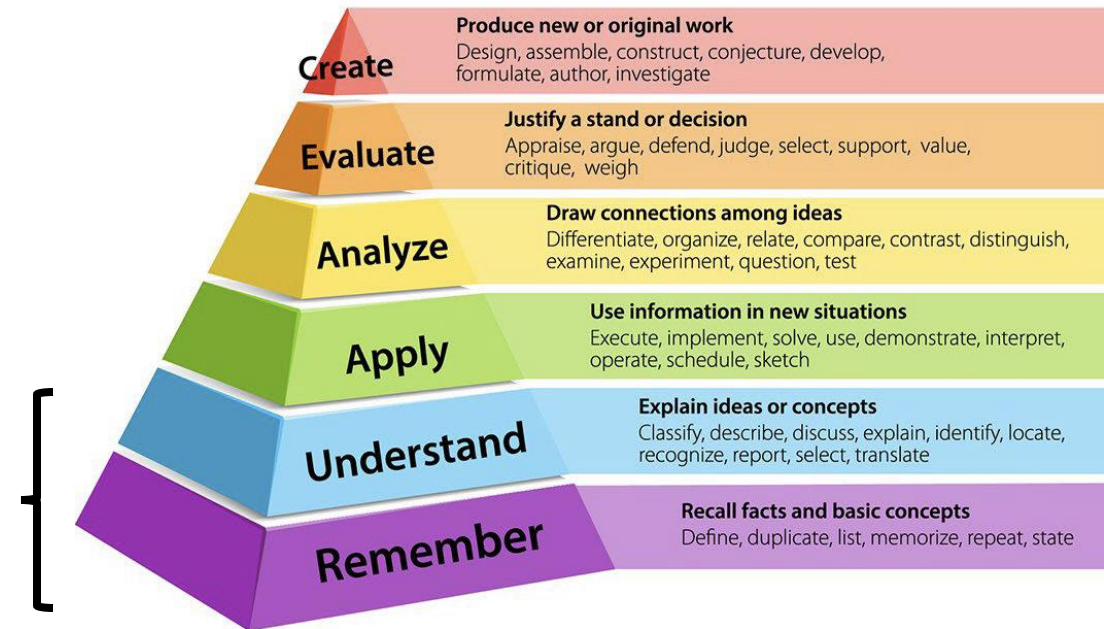 Create
Produce new or original work
Design, assemble, construct, conjecture, develop,
formulate, author, investigate
Evaluate
Justify a stand or decision
Appraise, argue, defend, judge, select, support, value,
critique, weigh
Analyze
Draw connections among ideas
Differentiate, organize, relate, compare, contrast, distinguish,
examine, experiment, question, test
Apply
Use information in new situations
Execute, implement, solve, use, demonstrate, interpret,
operate, schedule, sketch
Understand
Explain ideas or concepts
Classify, describe, discuss, explain, identify, locate,
recognize, report, select, translate
Remember
Recall facts and basic concepts
Define, duplicate, list, memorize, repeat, state